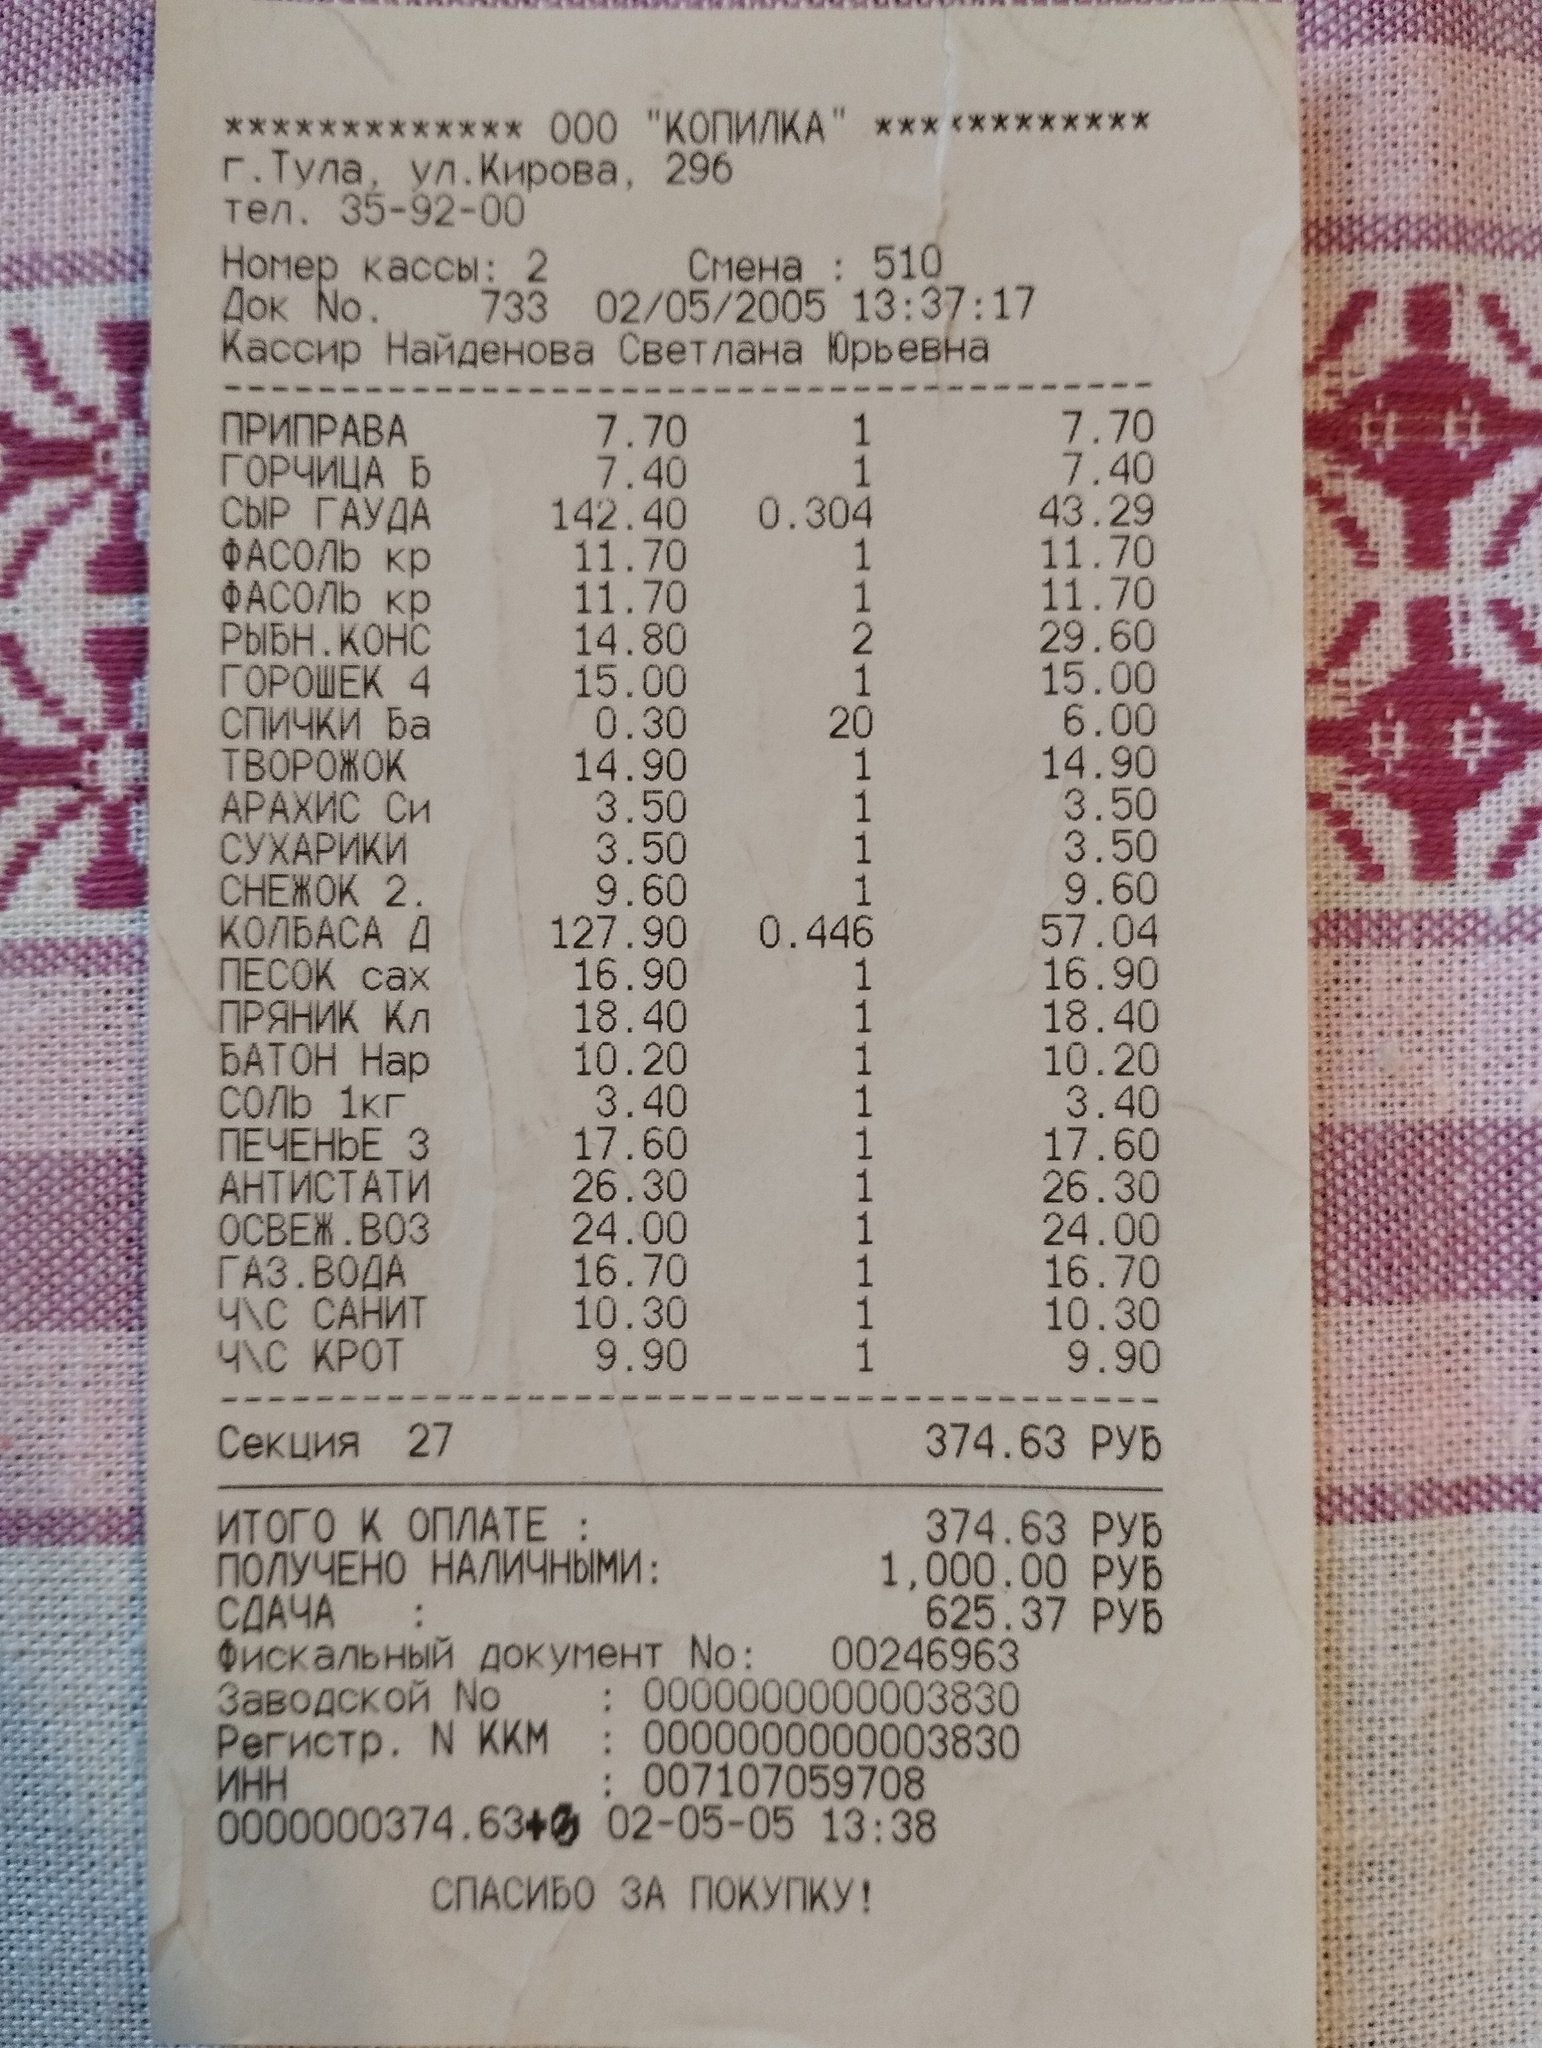 ************* ООО "КОПИЛКА" ************
г.Тула, ул.Кирова, 29б
тел. 35-92-00
Номер кассы: 2 Смена : 510
Док No. 733 02/05/2005 13:37:17
Кассир Найденова Светлана Юрьевна
----------------------------------------
ПРИПРАВА 7.70 1 7.70
ГОРЧИЦА Б 7.40 1 7.40
СЫР ГАУДА 142.40 0.304 43.29
ФАСОЛЬ кр 11.70 1 11.70
ФАСОЛЬ кр 11.70 1 11.70
РЫБН.КОНС 14.80 2 29.60
ГОРОШЕК 4 15.00 1 15.00
СПИЧКИ Ба 0.30 20 6.00
ТВОРОЖОК 14.90 1 14.90
АРАХИС Си 3.50 1 3.50
СУХАРИКИ 3.50 1 3.50
СНЕЖОК 2. 9.60 1 9.60
КОЛБАСА Д 127.90 0.446 57.04
ПЕСОК сах 16.90 1 16.90
ПРЯНИК Кл 18.40 1 18.40
БАТОН Нар 10.20 1 10.20
СОЛЬ 1кг 3.40 1 3.40
ПЕЧЕНЬЕ З 17.60 1 17.60
АНТИСТАТИ 26.30 1 26.30
ОСВЕЖ.ВОЗ 24.00 1 24.00
ГАЗ.ВОДА 16.70 1 16.70
Ч\С САНИТ 10.30 1 10.30
Ч\С КРОТ 9.90 1 9.90
----------------------------------------
Секция 27 374.63 РУБ
ИТОГО К ОПЛАТЕ : 374.63 РУБ
ПОЛУЧЕНО НАЛИЧНЫМИ: 1,000.00 РУБ
СДАЧА : 625.37 РУБ
Фискальный документ No: 00246963
Заводской No : 0000000000003830
Регистр. N ККМ : 0000000000003830
ИНН : 007107059708
0000000374.63 02-05-05 13:38
СПАСИБО ЗА ПОКУПКУ!